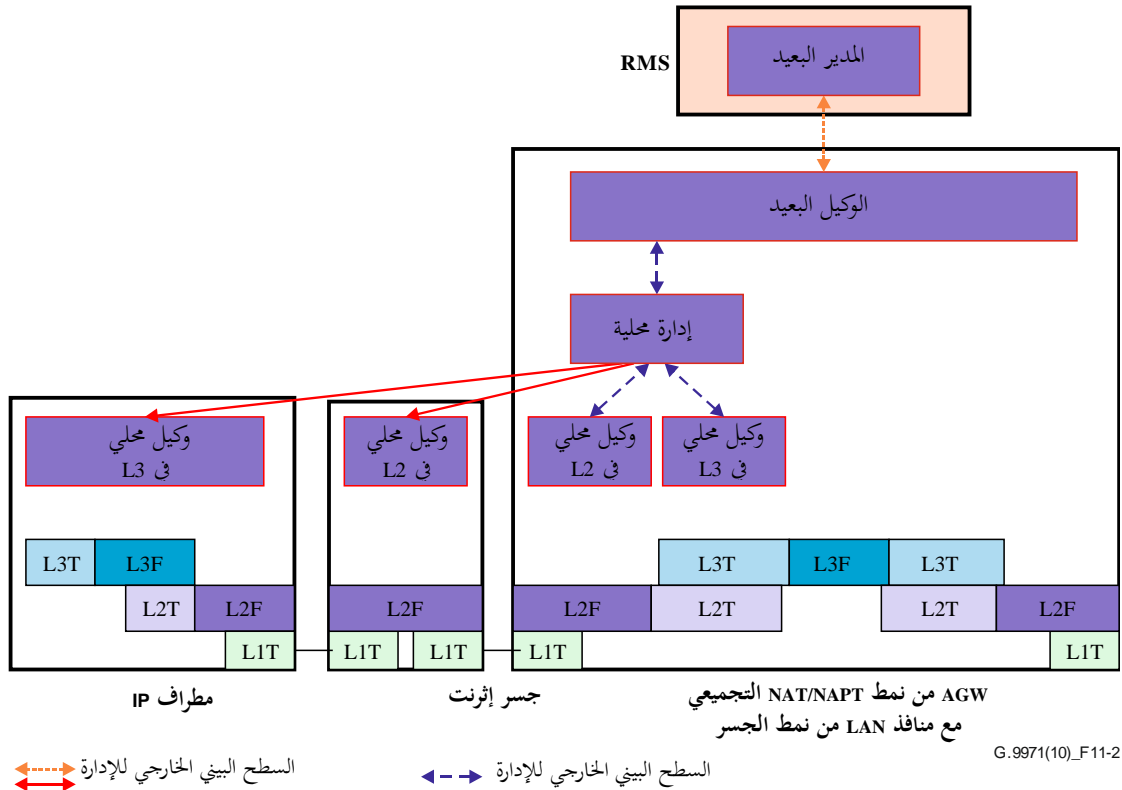 RMS
المدير البعيد
الوكيل البعيد
إدارة محلية
وكيل محلي
في L3
وكيل محلي
في L2
وكيل محلي
في L2
وكيل محلي
في L3
L3T
L3F
L3T
L3F
L3T
L2T
L2F
L2F
L2F
L2T
L2T
L2F
L1T
L1T
L1T
L1T
L1T
مطراف IP
جسر إثرنت
AGW من نمط NAT/NAPT التجميعي
مع منافذ LAN من نمط الجسر
G.9971(10)_F11-2
السطح البيني الخارجي للإدارة
السطح البيني الخارجي للإدارة